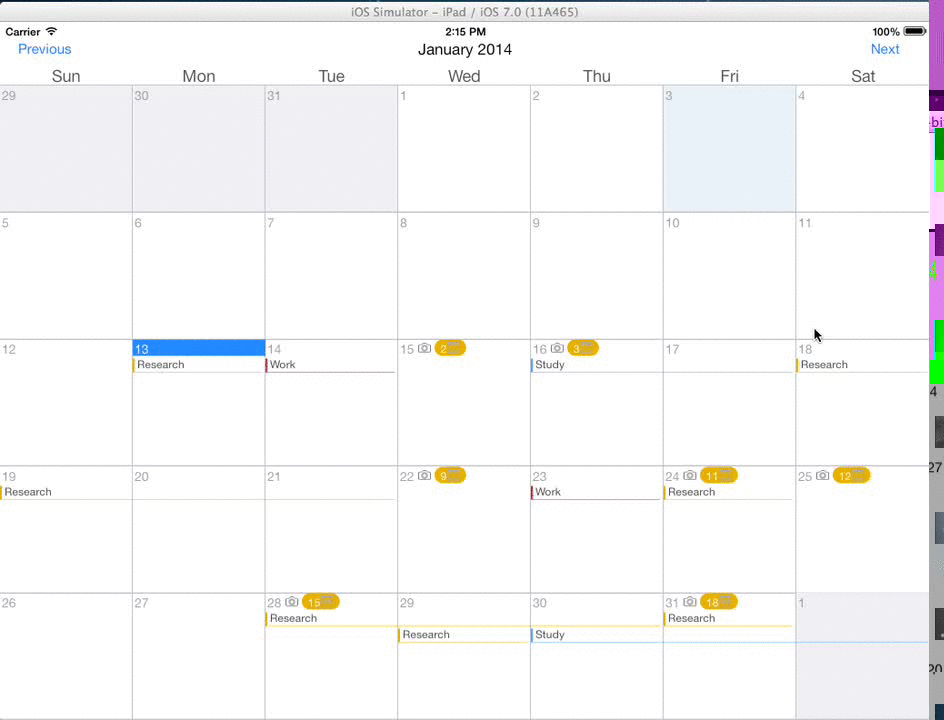 iOS Simulator – iPad / iOS 7.0 (11A465)
Carrier 2:15 PM 100%
Previous January 2014 Next
Sun Mon Tue Wed Thu Fri Sat
29 30 31 1 2 3 4
5 6 7 8 9 10 11
12 13 14 15 2 16 3 17 18
Research Work Study Research
19 20 21 22 9 23 24 11 25 12
Research Work Research
26 27 28 15 29 30 31 18 1
Research Research
Research Study
-bi
4
27
20